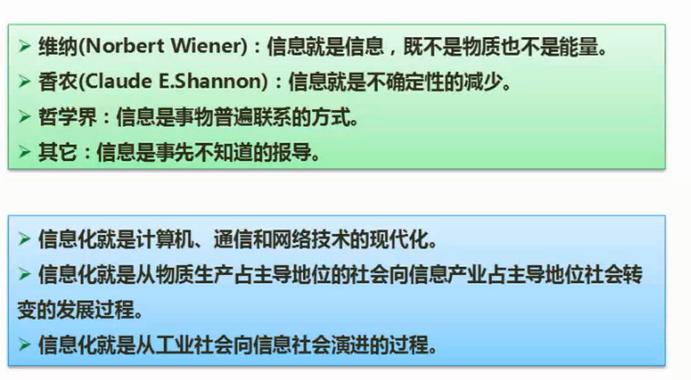 ➢ 维纳(Norbert Wiener)：信息就是信息，既不是物质也不是能量。
➢ 香农(Claude E.Shannon)：信息就是不确定性的减少。
➢ 哲学界：信息是事物普遍联系的方式。
➢ 其它：信息是事先不知道的报导。
➢ 信息化就是计算机、通信和网络技术的现代化。
➢ 信息化就是从物质生产占主导地位的社会向信息产业占主导地位社会转
变的发展过程。
➢ 信息化就是从工业社会向信息社会演进的过程。